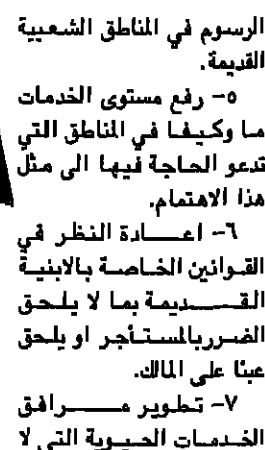 الرسوم في المناطق الشعبية
القديمة.
٥- رفع مستوى الخدمات
ما وكيفا في المناطق التي
تدعو الحاجة فيها الى مثل
هذا الاهتمام.
٦- اعادة النظر في
القوانين الخاصة بالابنية
القديمة بما لا يلحق
الضرر بالمستأجر او يلحق
عبئا على المالك.
٧- تطوير مرافق
الخدمات الحيوية التي لا